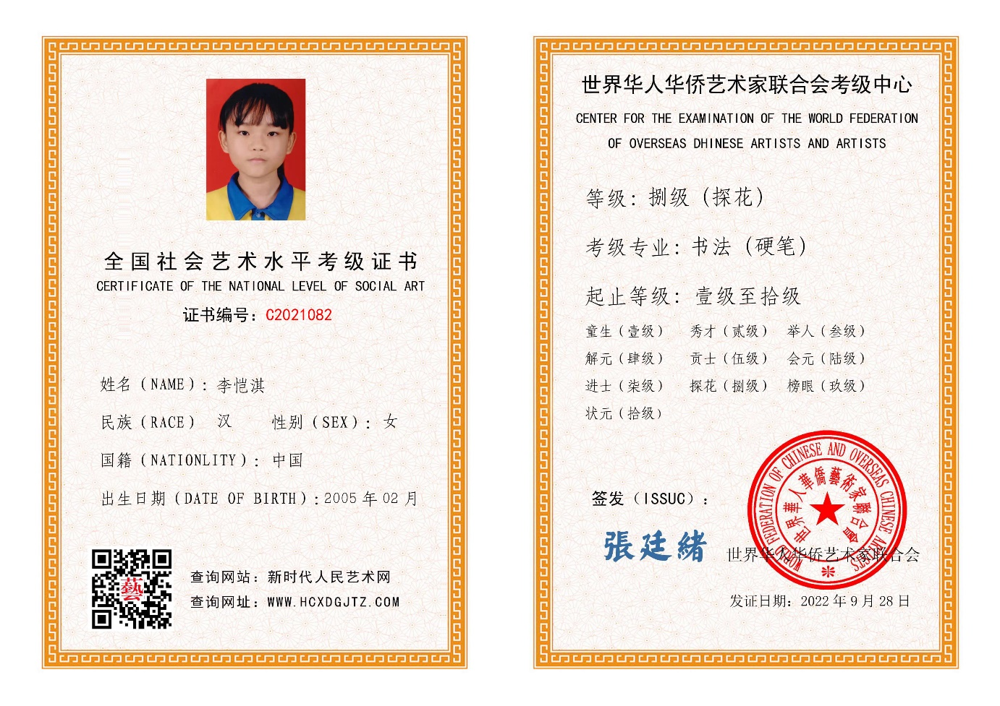 全国社会艺术水平考级证书
CERTIFICATE OF THE NATIONAL LEVEL OF SOCIAL ART
证书编号：C2021082
姓名（NAME）：李恺淇
民族（RACE） 汉 性别（SEX）：女
国籍（NATIONLITY）：中国
出生日期（DATE OF BIRTH）:2005 年 02 月
藝
查询网站：新时代人民艺术网
查询网址：WWW.HCXDGJTZ.COM
世界华人华侨艺术家联合会考级中心
CENTER FOR THE EXAMINATION OF THE WORLD FEDERATION
OF OVERSEAS DHINESE ARTISTS AND ARTISTS
等级：捌级（探花）
考级专业：书法（硬笔）
起止等级：壹级至拾级
童生（壹级） 秀才（贰级） 举人（叁级）
解元（肆级） 贡士（伍级） 会元（陆级）
进士（柒级） 探花（捌级） 榜眼（玖级）
状元（拾级）
签发（ISSUC）：
張廷緒
WORLD FEDERATION OF CHINESE AND OVERSEAS CHINESE ARTISTS
世界華人華僑藝術家聯合會
世界华人华侨艺术家联合会
发证日期：2022 年 9 月 28 日